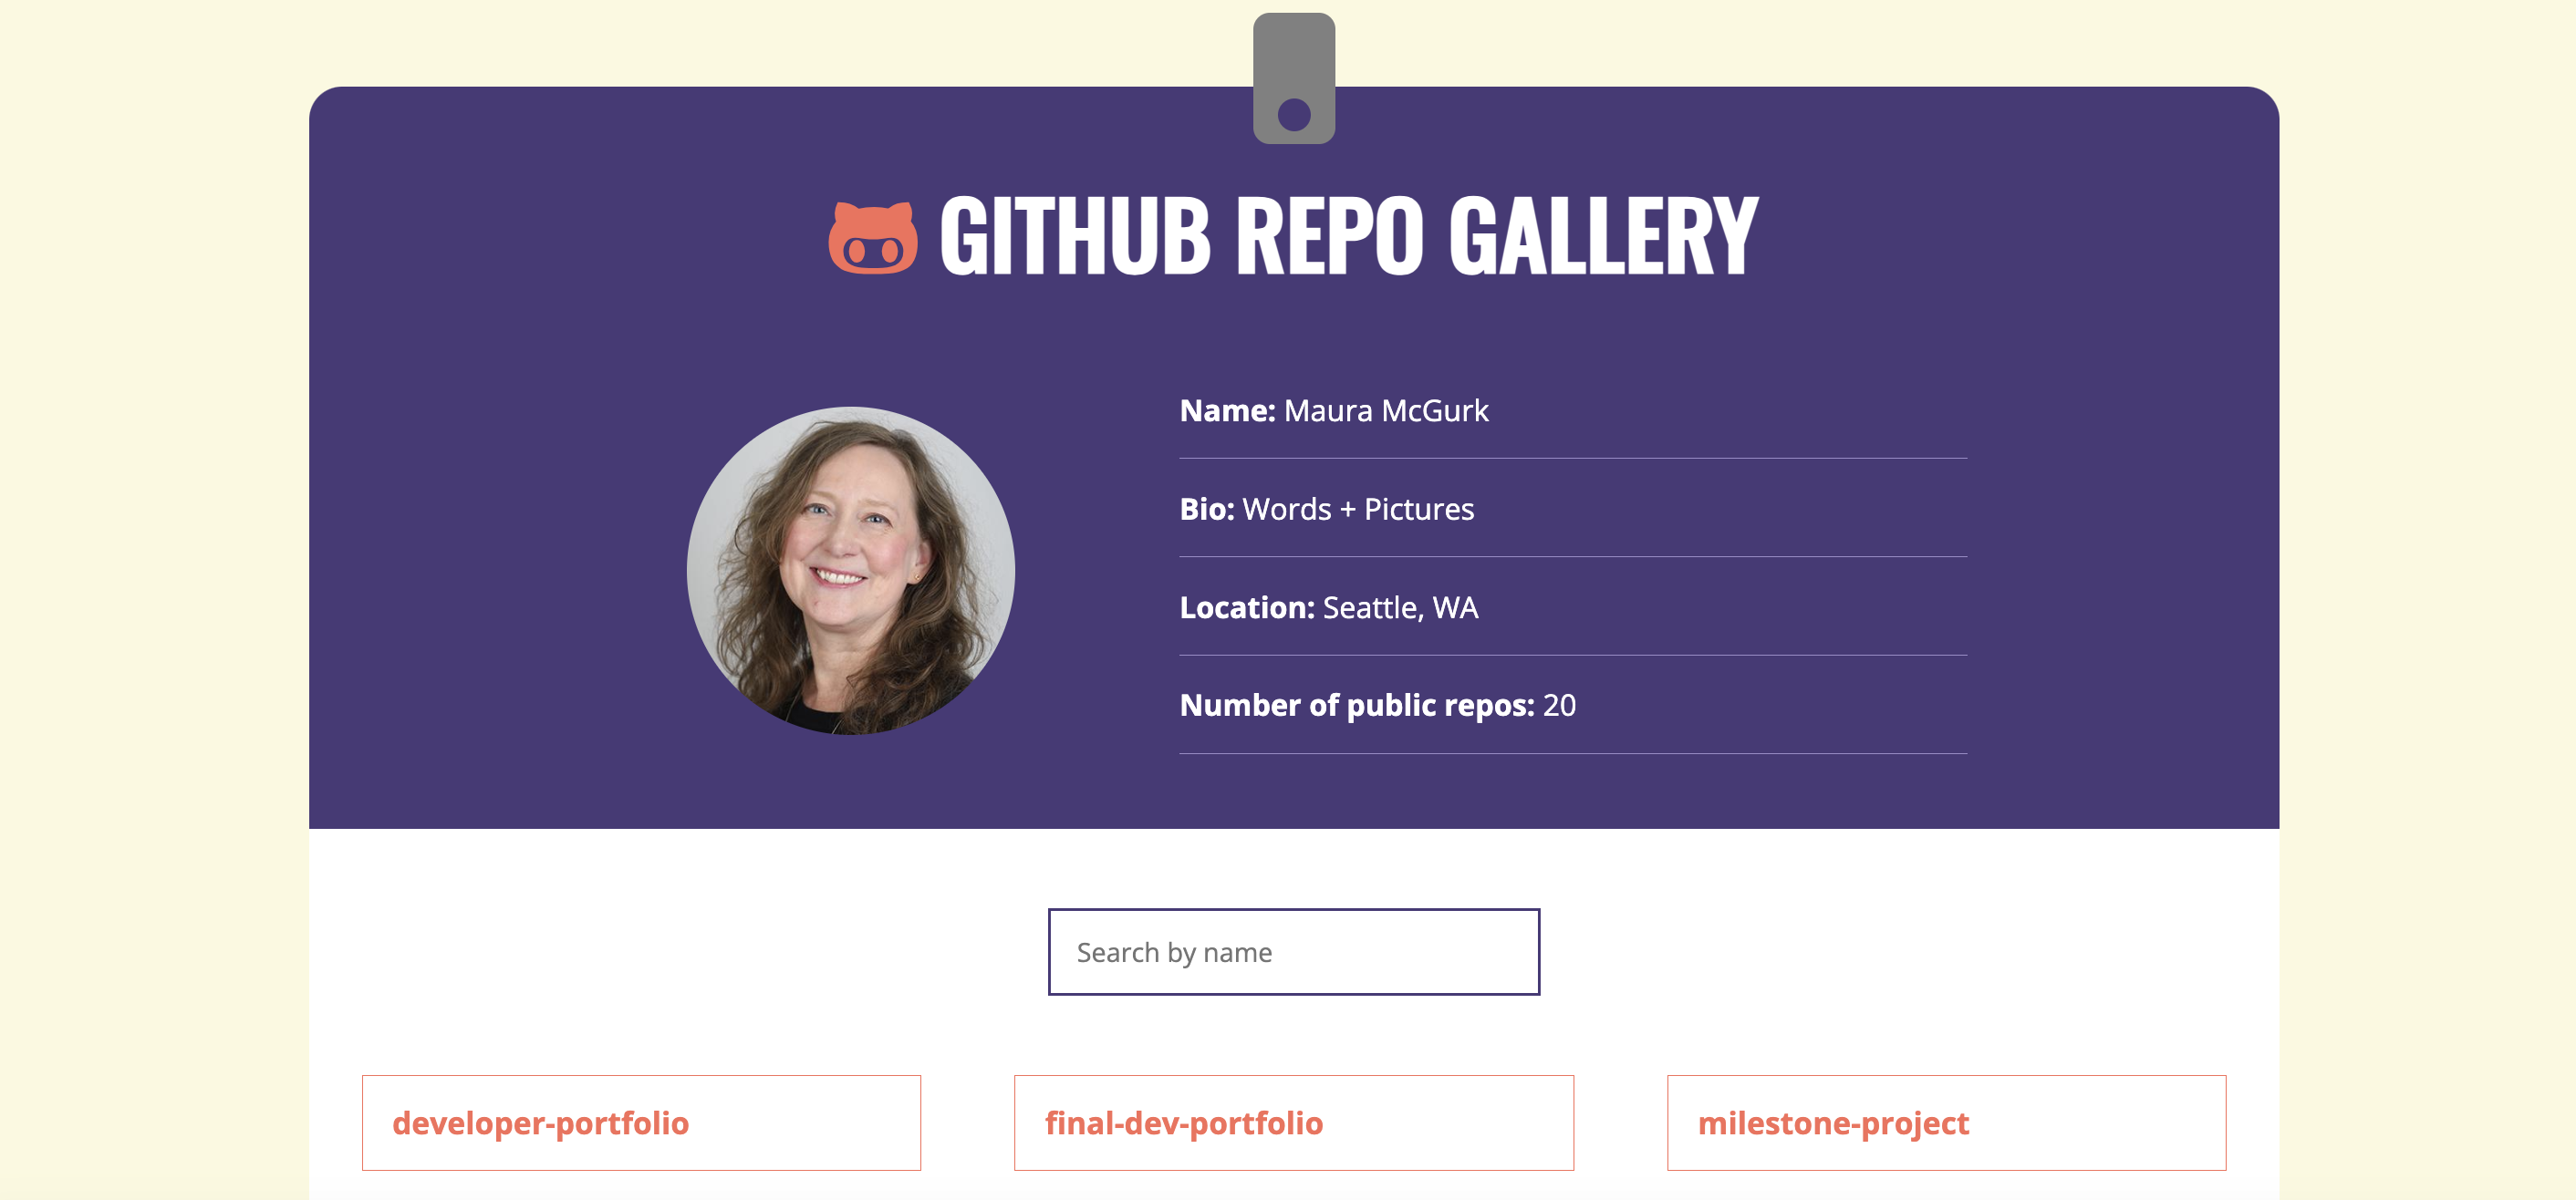 GITHUB REPO GALLERY
Name: Maura McGurk
Bio: Words + Pictures
Location: Seattle, WA
Number of public repos: 20
Search by name
developer-portfolio
final-dev-portfolio
milestone-project